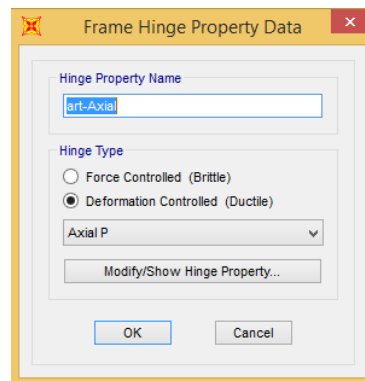 Frame Hinge Property Data
Hinge Property Name
art-Axial
Hinge Type
Force Controlled (Brittle)
Deformation Controlled (Ductile)
Axial P
Modify/Show Hinge Property...
OK
Cancel